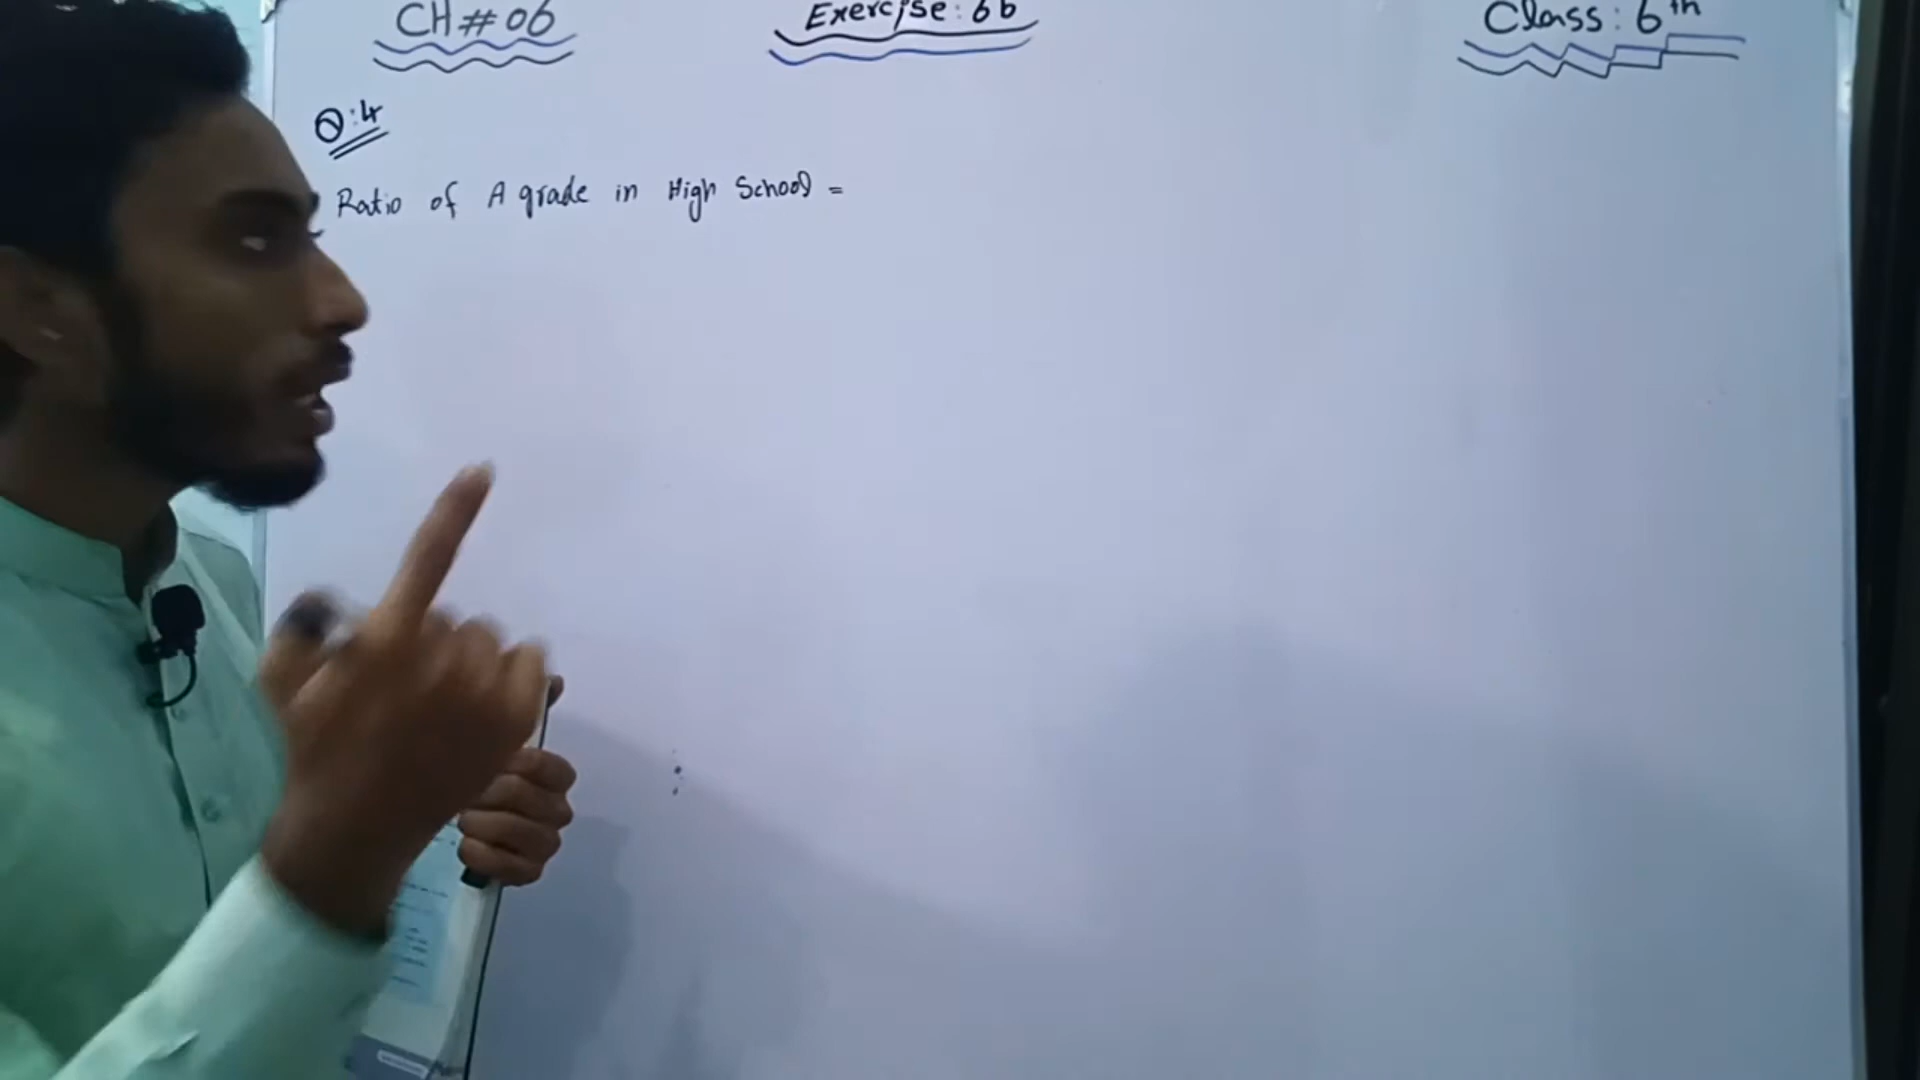 CH # 06
Exercise: 6b
Class: 6th
Q:4
Ratio of A grade in High School =